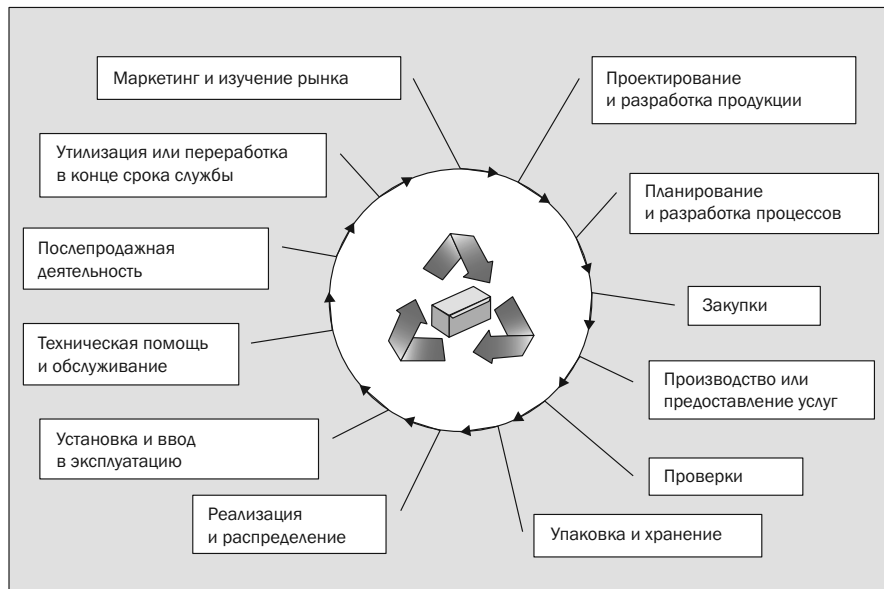 Маркетинг и изучение рынка
Проектирование
и разработка продукции
Планирование
и разработка процессов
Закупки
Производство или
предоставление услуг
Проверки
Упаковка и хранение
Реализация
и распределение
Установка и ввод
в эксплуатацию
Техническая помощь
и обслуживание
Послепродажная
деятельность
Утилизация или переработка
в конце срока службы